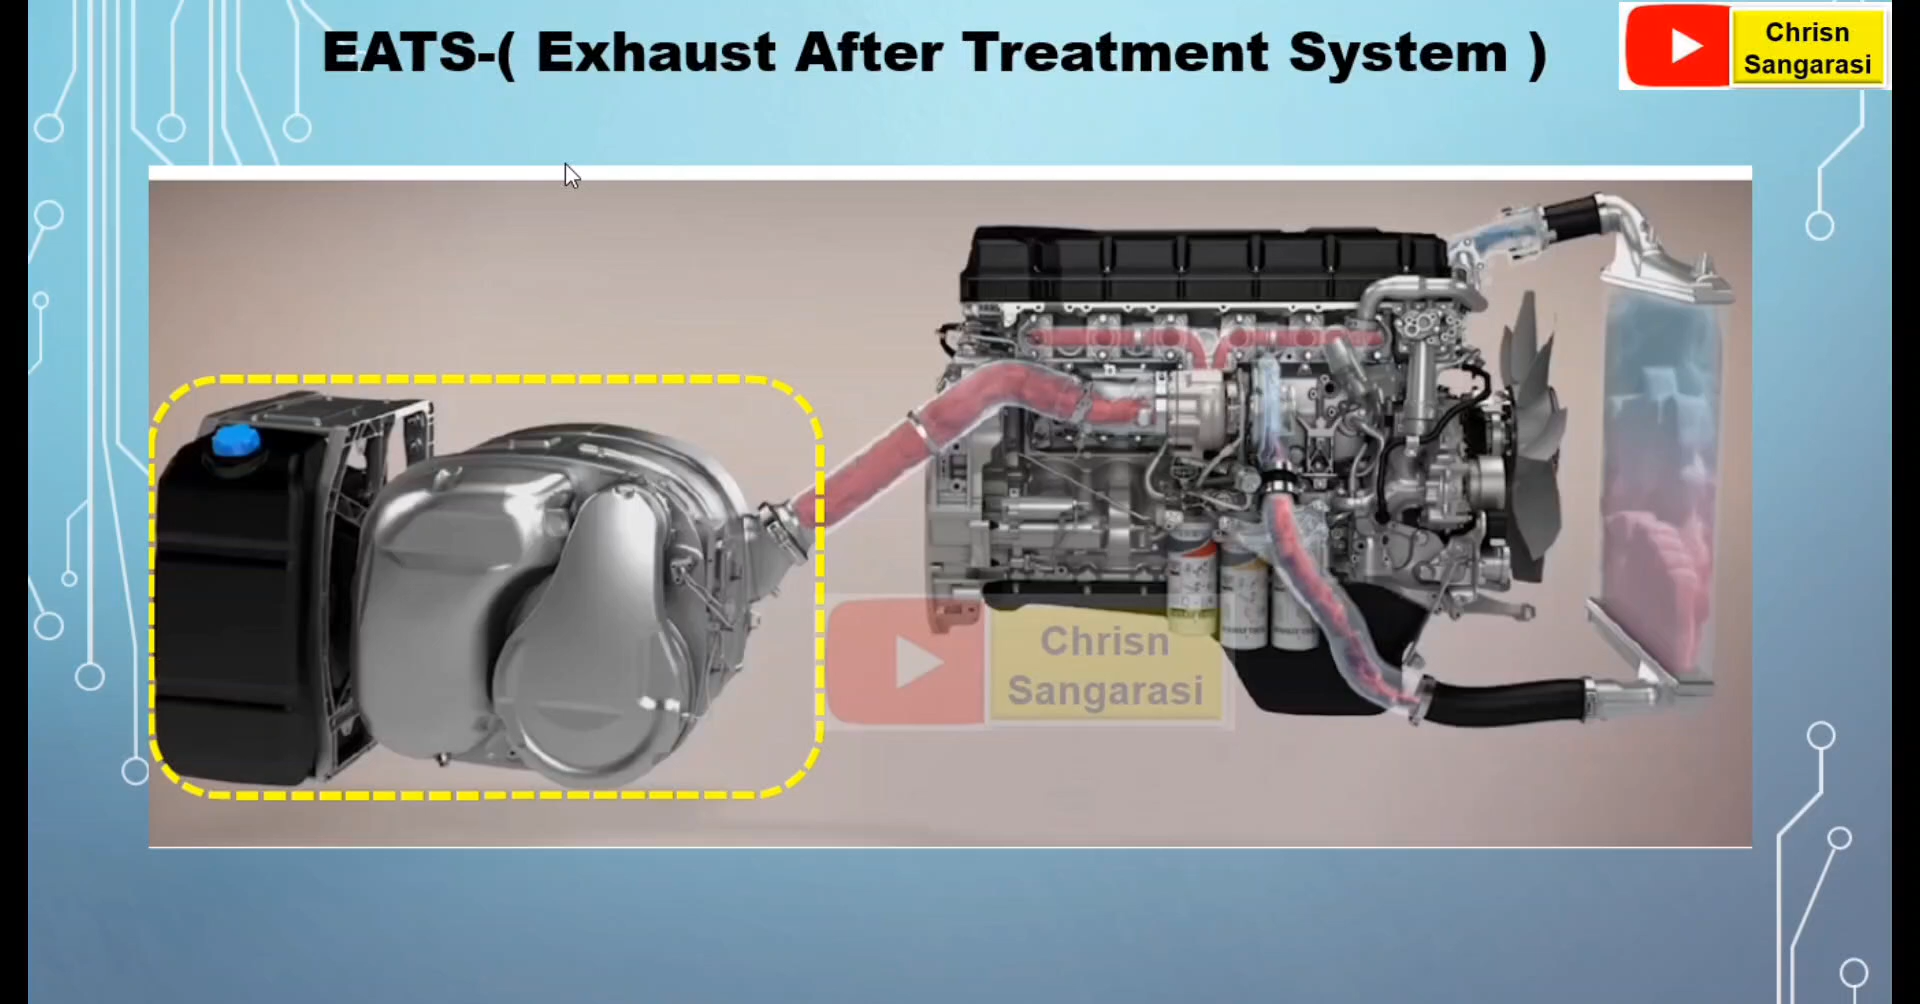 EATS-( Exhaust After Treatment System )
Chrisn
Sangarasi
Chrisn
Sangarasi